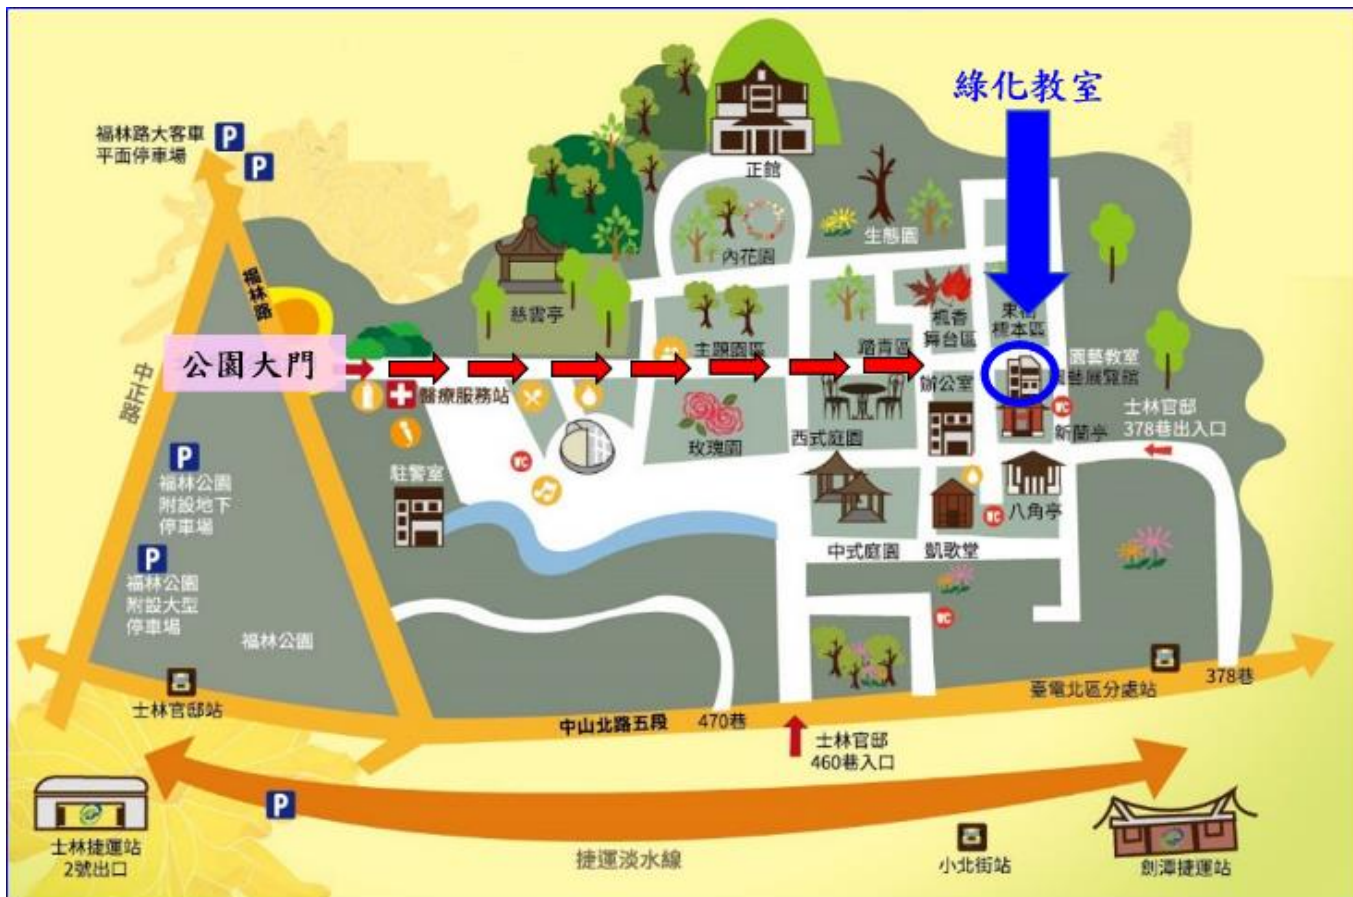 綠化教室
福林路大客車
平面停車場
P
P
正館
生態園
內花園
福林路
慈雲亭
楓香
舞台區
標本區
主題園區
踏青區
公園大門
中正路
醫療服務站
園藝教室
園藝展覽館
辦公室
WC
士林官邸
378巷出入口
新蘭亭
玫瑰園
西式庭園
P
福林公園
附設地下
停車場
駐警室
WC
WC
八角亭
中式庭園
凱歌堂
P
福林公園
附設大型
停車場
福林公園
WC
士林官邸站
中山北路五段
470巷
臺電北區分處站
378巷
士林官邸
460巷入口
P
士林捷運站
2號出口
捷運淡水線
小北街站
劍潭捷運站